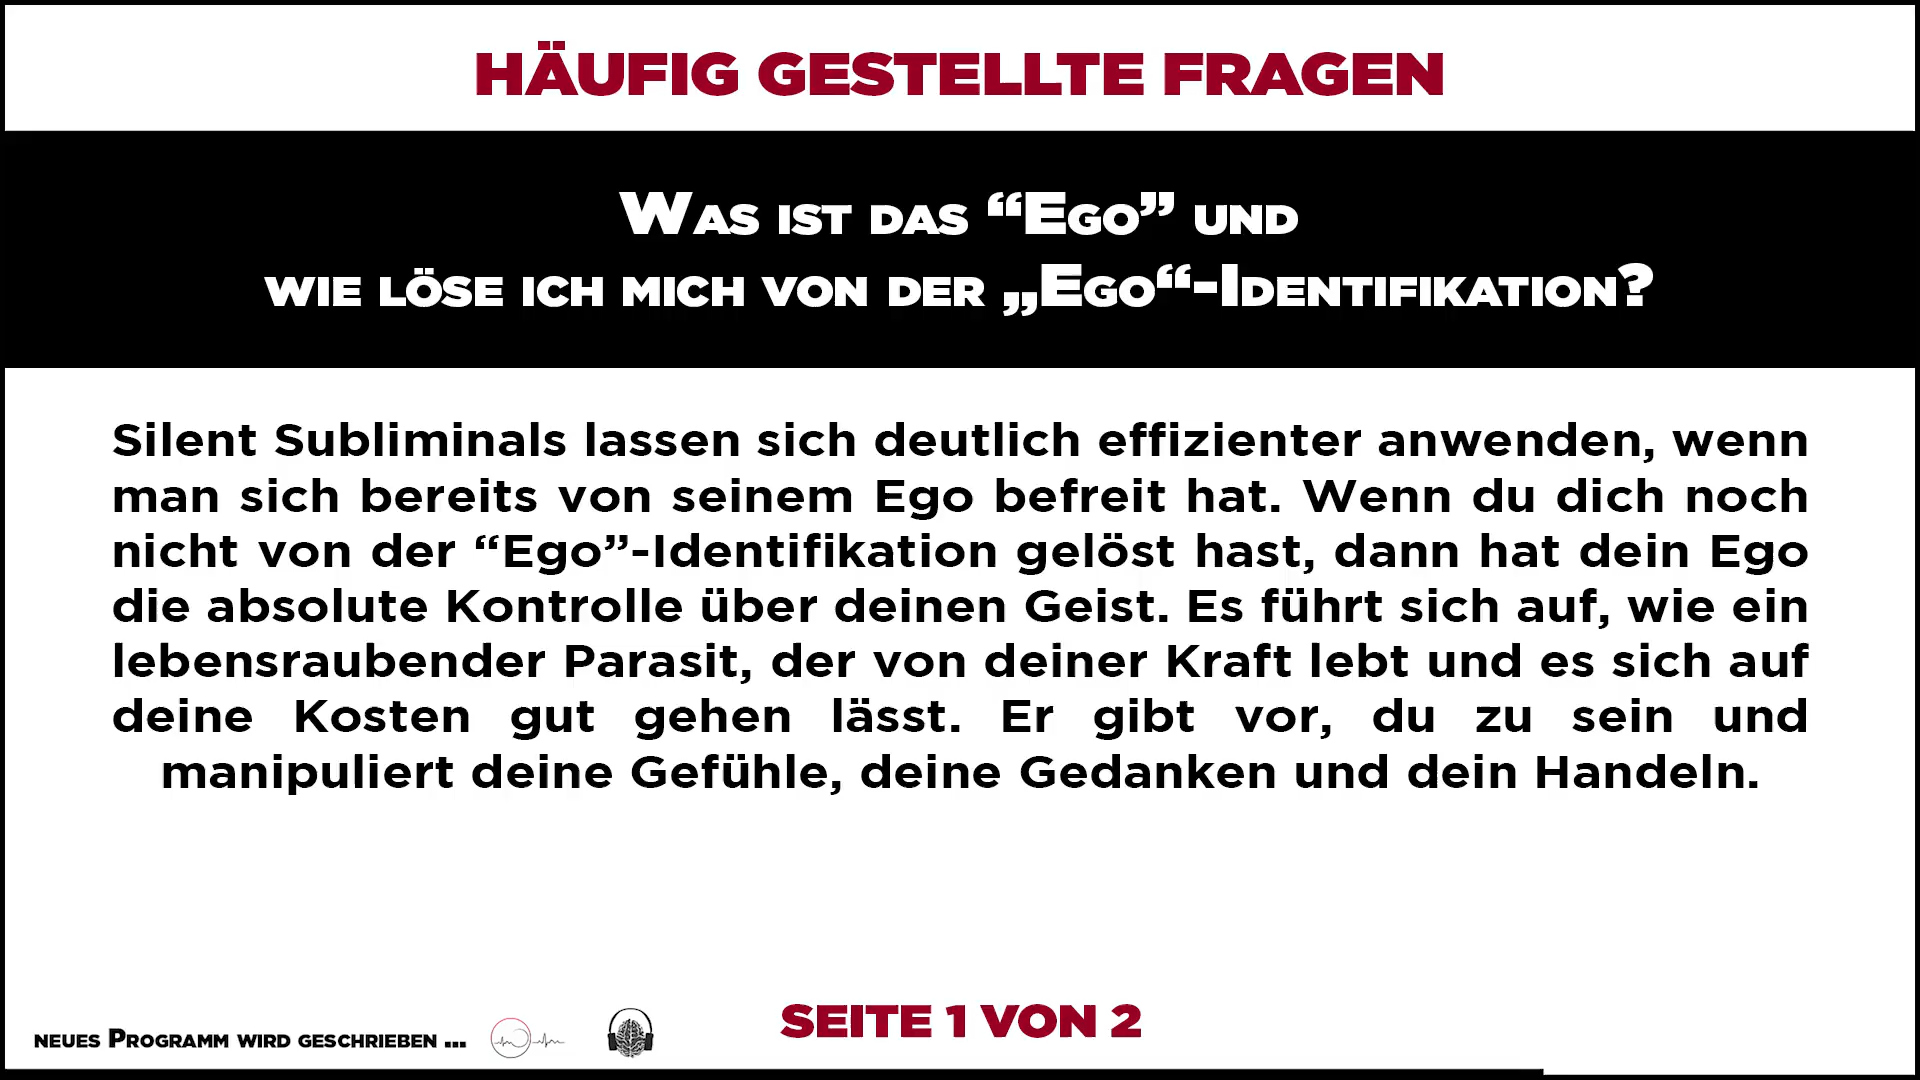 HÄUFIG GESTELLTE FRAGEN
Was ist das “Ego” und
wie löse ich mich von der „Ego“-Identifikation?
Silent Subliminals lassen sich deutlich effizienter anwenden, wenn
man sich bereits von seinem Ego befreit hat. Wenn du dich noch
nicht von der “Ego”-Identifikation gelöst hast, dann hat dein Ego
die absolute Kontrolle über deinen Geist. Es führt sich auf, wie ein
lebensraubender Parasit, der von deiner Kraft lebt und es sich auf
deine Kosten gut gehen lässt. Er gibt vor, du zu sein und
manipuliert deine Gefühle, deine Gedanken und dein Handeln.
SEITE 1 VON 2
neues Programm wird geschrieben ...